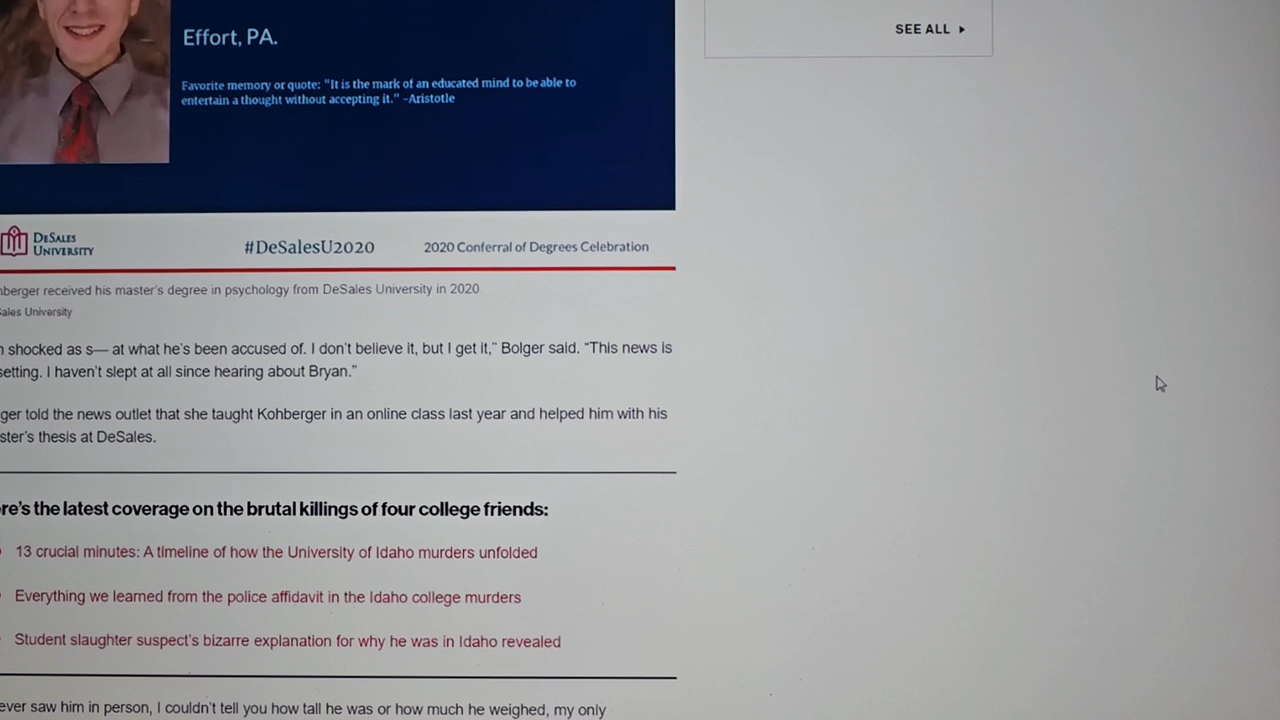 SEE ALL
Effort, PA.
Favorite memory or quote: "It is the mark of an educated mind to be able to
entertain a thought without accepting it." -Aristotle
DeSales
University
#DeSalesU2020
2020 Conferral of Degrees Celebration
berger received his master's degree in psychology from DeSales University in 2020
ales University
shocked as s— at what he's been accused of. I don't believe it, but I get it," Bolger said. "This news is
setting. I haven't slept at all since hearing about Bryan."
ger told the news outlet that she taught Kohberger in an online class last year and helped him with his
ster's thesis at DeSales.
re's the latest coverage on the brutal killings of four college friends:
13 crucial minutes: A timeline of how the University of Idaho murders unfolded
Everything we learned from the police affidavit in the Idaho college murders
Student slaughter suspect's bizarre explanation for why he was in Idaho revealed
ever saw him in person, I couldn't tell you how tall he was or how much he weighed, my only